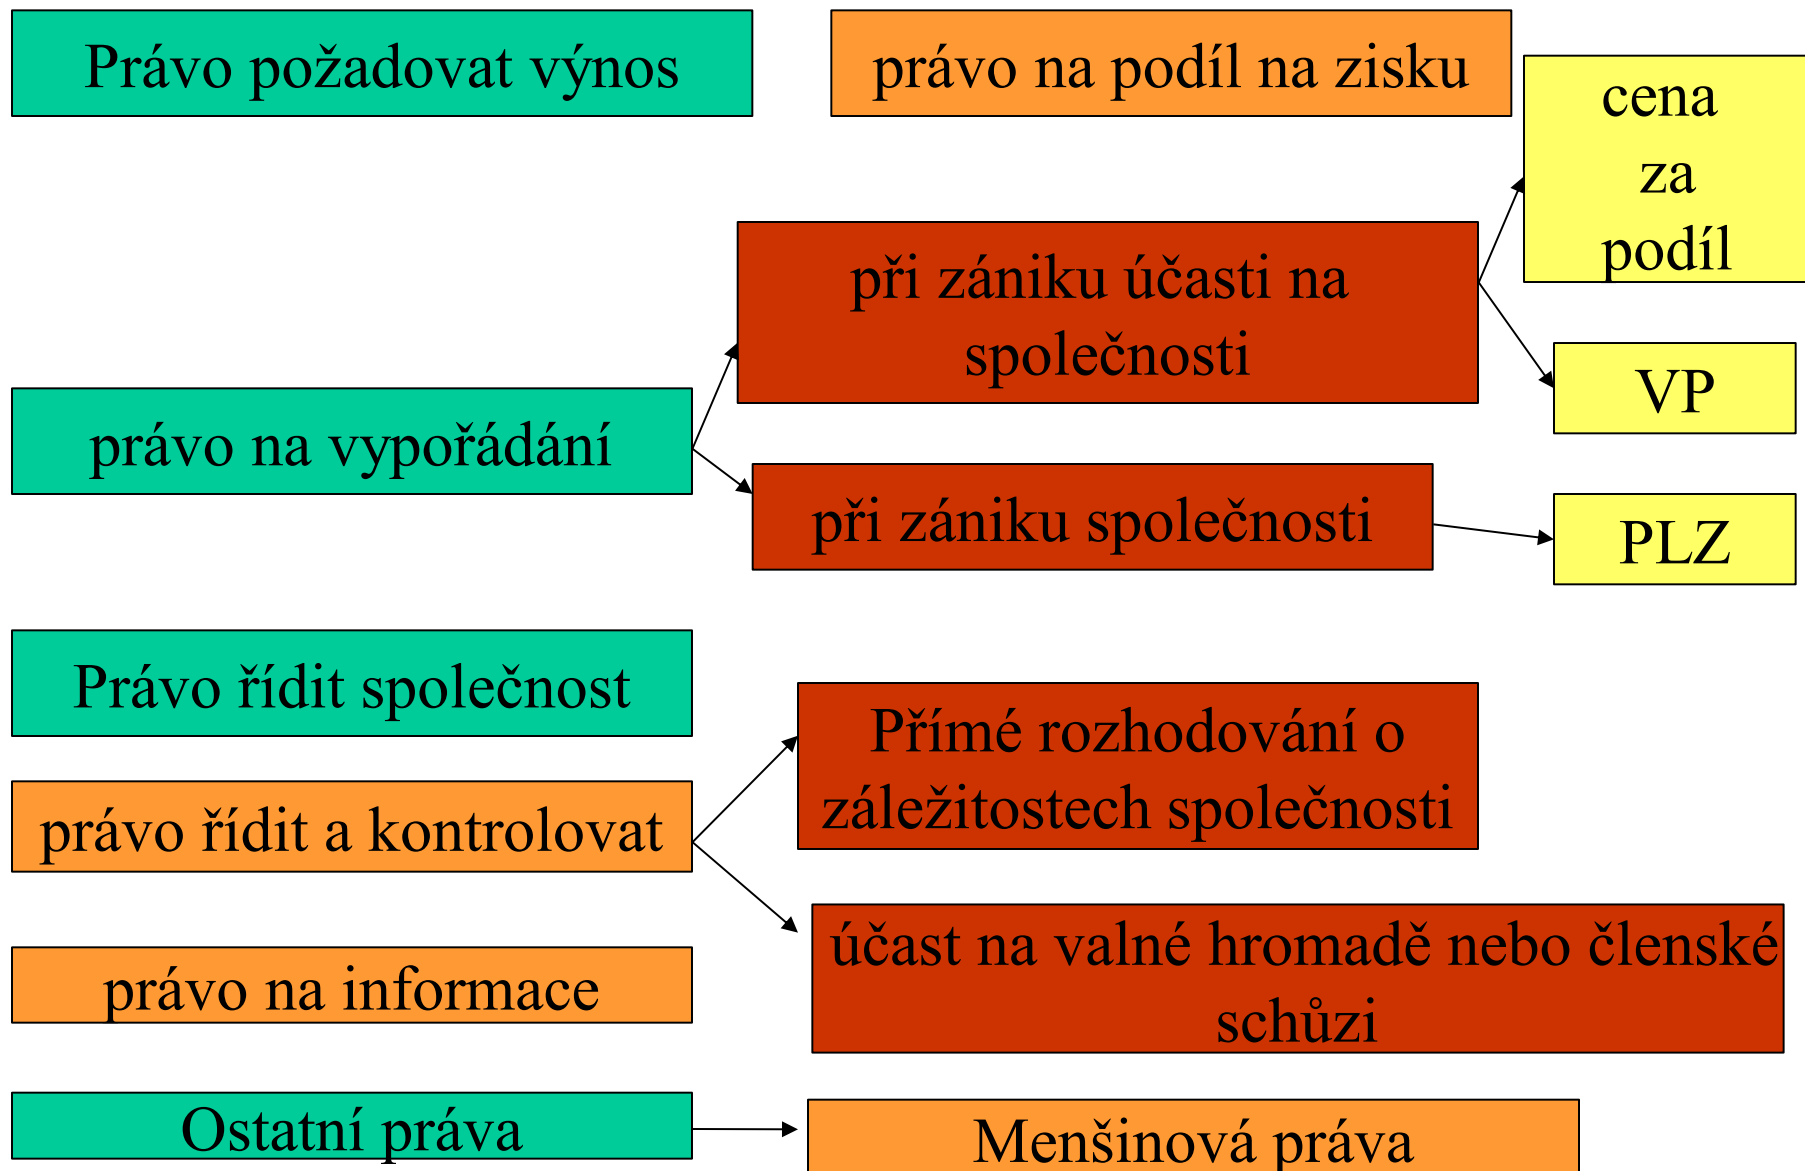 Právo požadovat výnos
právo na podíl na zisku
cena
za
podíl
při zániku účasti na
společnosti
VP
právo na vypořádání
při zániku společnosti
PLZ
Právo řídit společnost
Přímé rozhodování o
záležitostech společnosti
právo řídit a kontrolovat
účast na valné hromadě nebo členské
schůzi
právo na informace
Ostatní práva
Menšinová práva